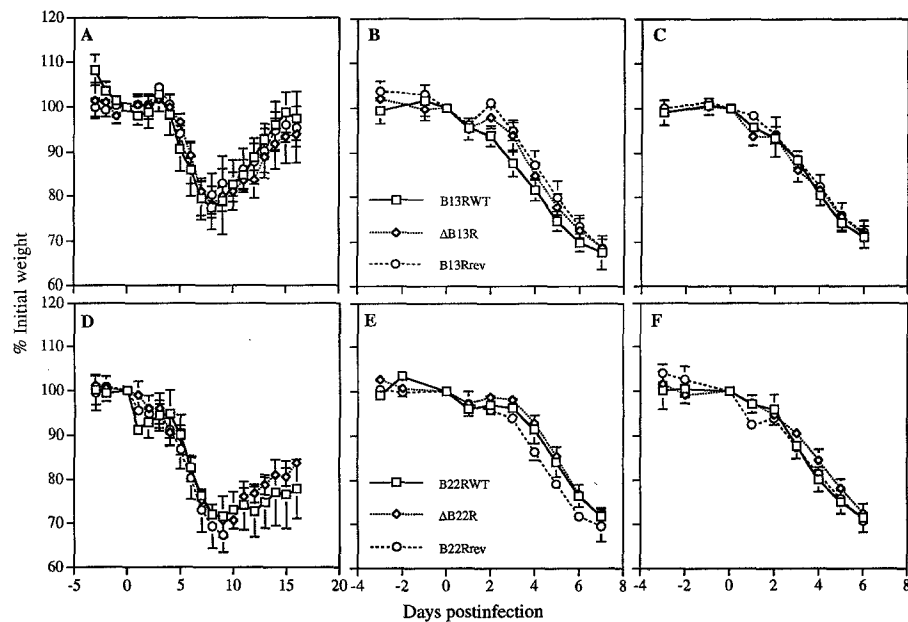 A
B
C
120
110
100
90
80
70
60
B13RWT
ΔB13R
B13Rrev
% Initial weight
D
E
F
120
110
100
90
80
70
60
B22RWT
ΔB22R
B22Rrev
-5 0 5 10 15 20
-4 -2 0 2 4 6 8
-4 -2 0 2 4 6 8
Days postinfection